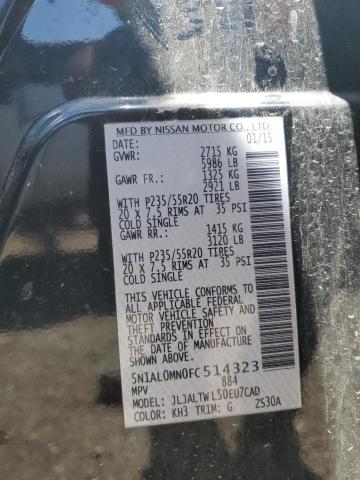 MFD BY NISSAN MOTOR CO., LTD.
DATE: 01/15
GVWR: 2715 KG
5986 LB
GAWR FR.: 1325 KG
2921 LB
WITH P235/55R20 TIRES
20 X 7.5 RIMS AT 35 PSI
COLD SINGLE
GAWR RR.: 1415 KG
3120 LB
WITH P235/55R20 TIRES
20 X 7.5 RIMS AT 35 PSI
COLD SINGLE
THIS VEHICLE CONFORMS TO
ALL APPLICABLE FEDERAL
MOTOR VEHICLE SAFETY
STANDARDS IN EFFECT ON
THE DATE OF MANUFACTURE
SHOWN ABOVE.
5N1AL0MN0FC514323
MPV 884
MODEL: JLJALTWL50EU7CAD
COLOR: KH3 TRIM: G ZS30A